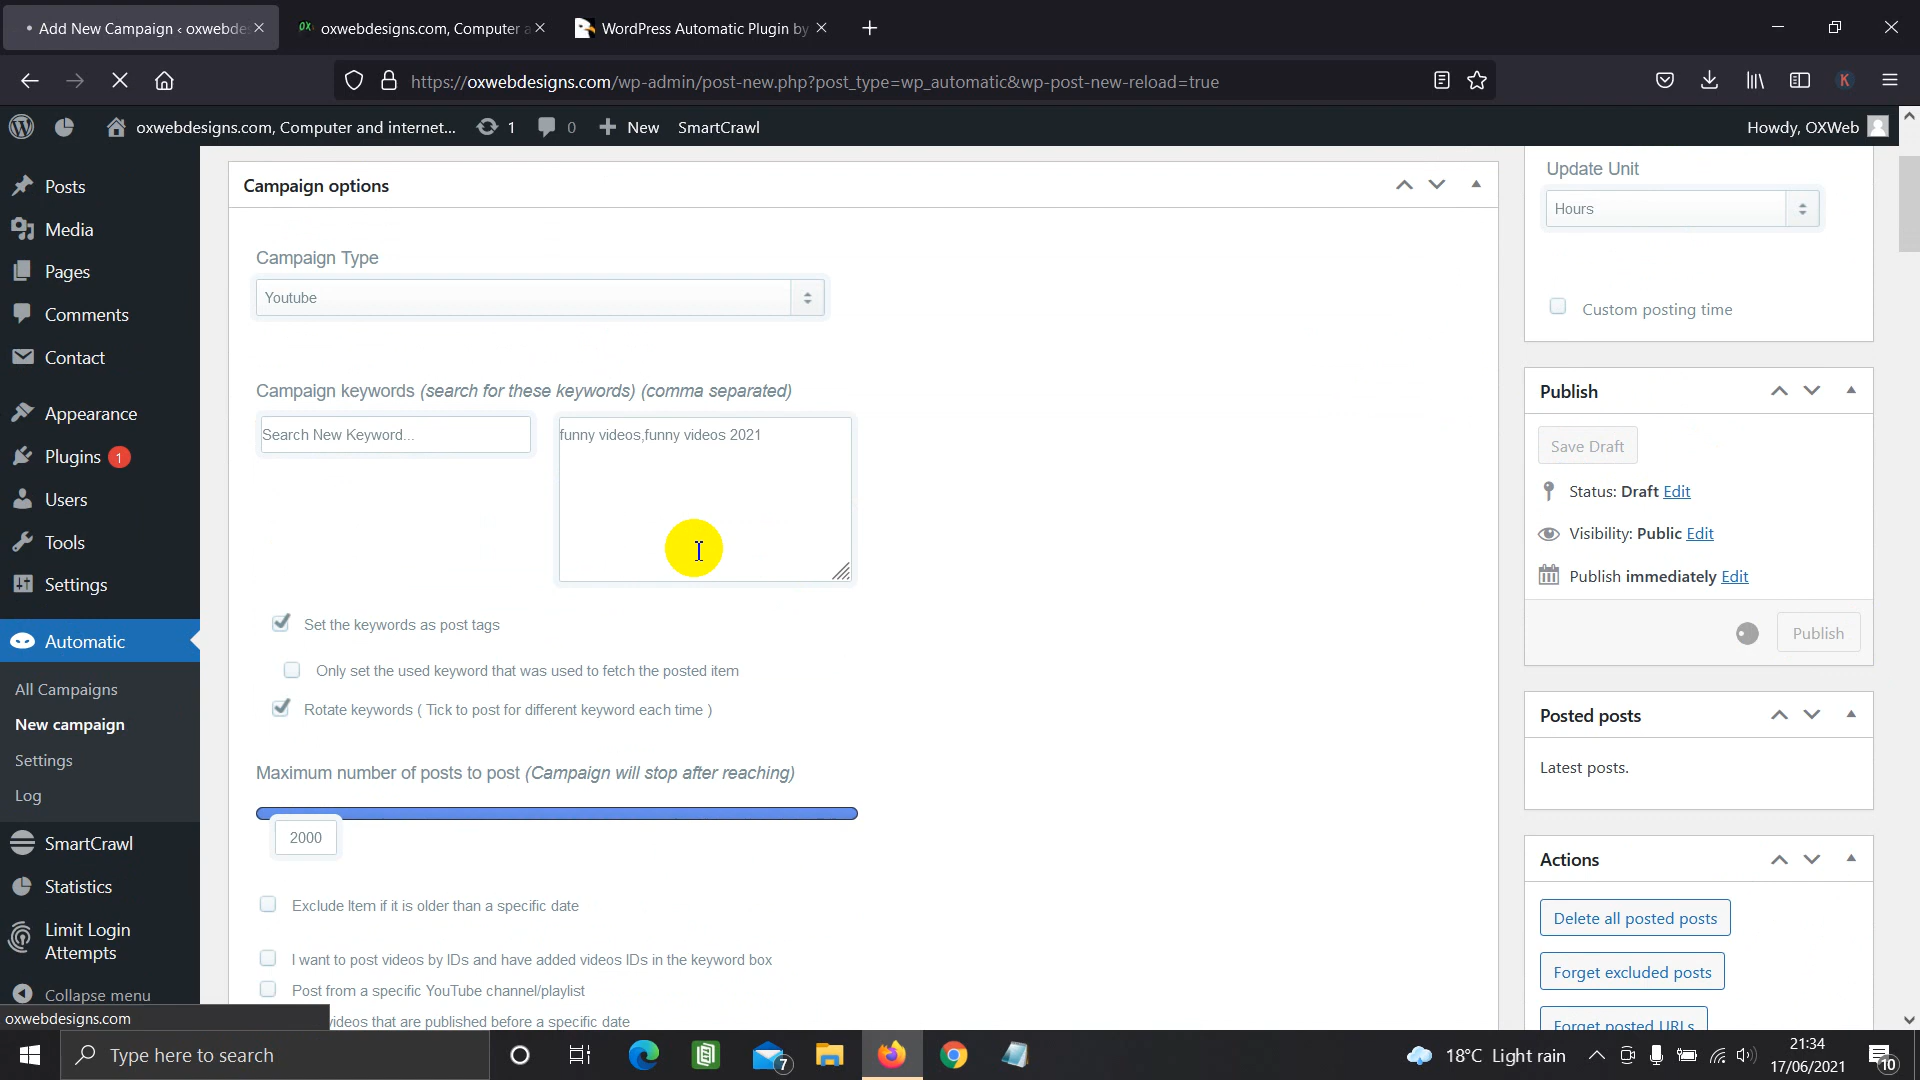 Add New Campaign ‹ oxwebde
oxwebdesigns.com, Computer a
WordPress Automatic Plugin by
https://oxwebdesigns.com/wp-admin/post-new.php?post_type=wp_automatic&wp-post-new-reload=true
K
oxwebdesigns.com, Computer and internet...
1
0
New
SmartCrawl
Howdy, OXWeb
Posts
Media
Pages
Comments
Contact
Appearance
Plugins 1
Users
Tools
Settings
Automatic
All Campaigns
New campaign
Settings
Log
SmartCrawl
Statistics
Limit Login
Attempts
Collapse menu
oxwebdesigns.com
Campaign options
Campaign Type
Youtube
Campaign keywords (search for these keywords) (comma separated)
Search New Keyword...
funny videos,funny videos 2021
Set the keywords as post tags
Only set the used keyword that was used to fetch the posted item
Rotate keywords ( Tick to post for different keyword each time )
Maximum number of posts to post (Campaign will stop after reaching)
2000
Exclude Item if it is older than a specific date
I want to post videos by IDs and have added videos IDs in the keyword box
Post from a specific YouTube channel/playlist
videos that are published before a specific date
Update Unit
Hours
Custom posting time
Publish
Save Draft
Status: Draft Edit
Visibility: Public Edit
Publish immediately Edit
Publish
Posted posts
Latest posts.
Actions
Delete all posted posts
Forget excluded posts
Forget posted URLs
Type here to search
7
18°C Light rain
21:34
17/06/2021
10